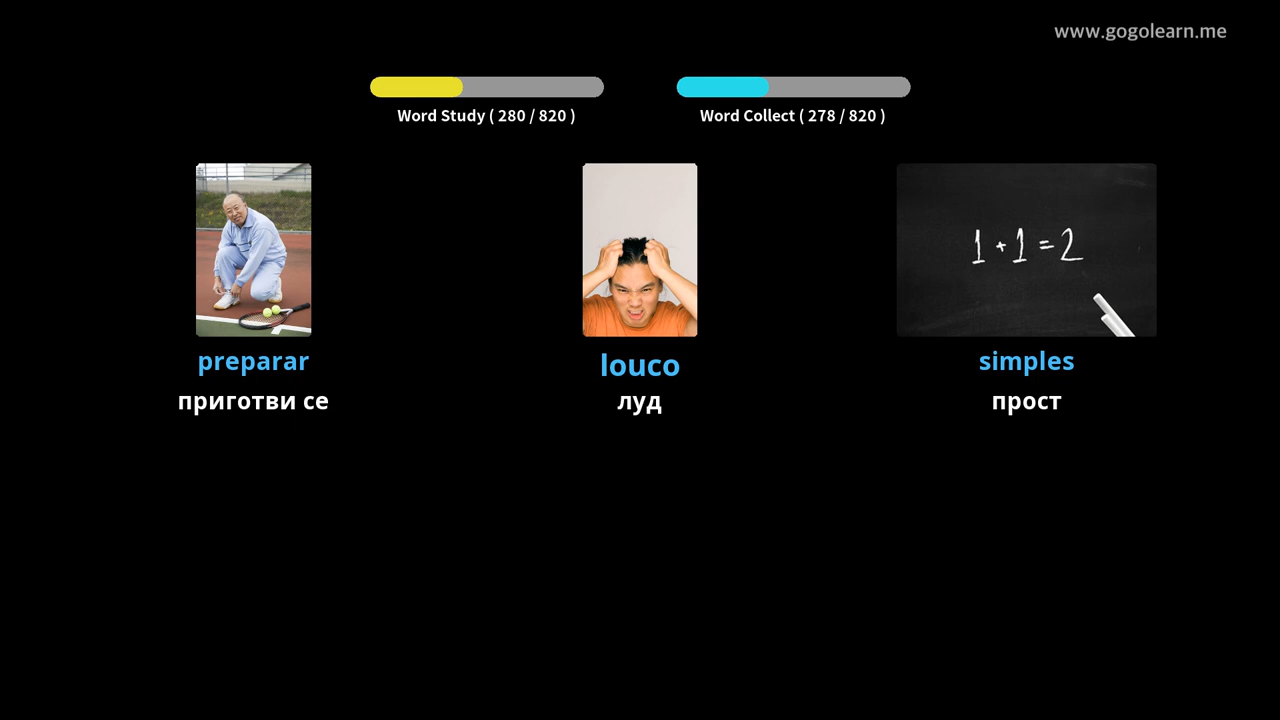 www.gogolearn.me
Word Study ( 280 / 820 )
Word Collect ( 278 / 820 )
1 + 1 = 2
preparar
louco
simples
приготви се
луд
прост